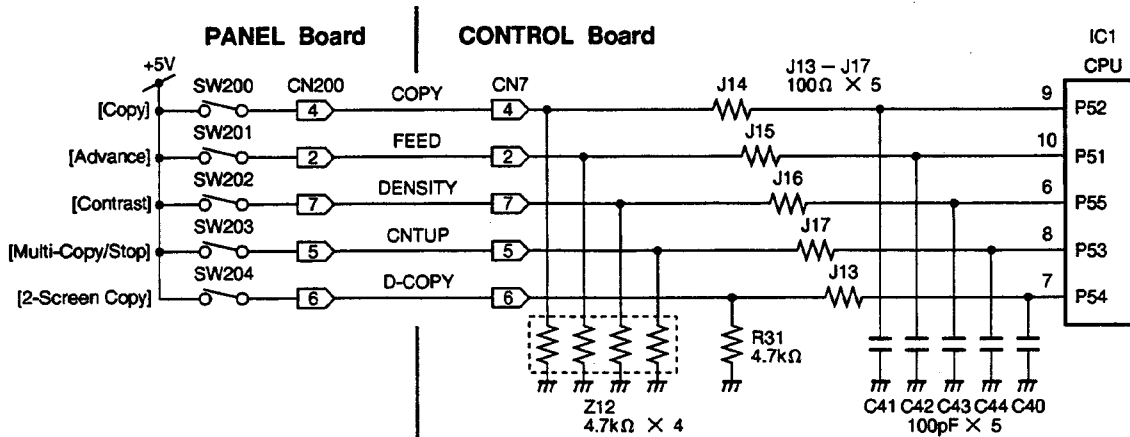 PANEL Board
CONTROL Board
IC1
CPU
+5V
SW200
CN200
COPY
CN7
J14
J13 – J17
100Ω × 5
[Copy]
4
4
9
P52
SW201
FEED
J15
[Advance]
2
2
10
P51
SW202
DENSITY
J16
[Contrast]
7
7
6
P55
SW203
CNTUP
J17
[Multi-Copy/Stop]
5
5
8
P53
SW204
D-COPY
J13
[2-Screen Copy]
6
6
7
P54
R31
4.7kΩ
Z12
4.7kΩ × 4
C41 C42 C43 C44 C40
100pF × 5